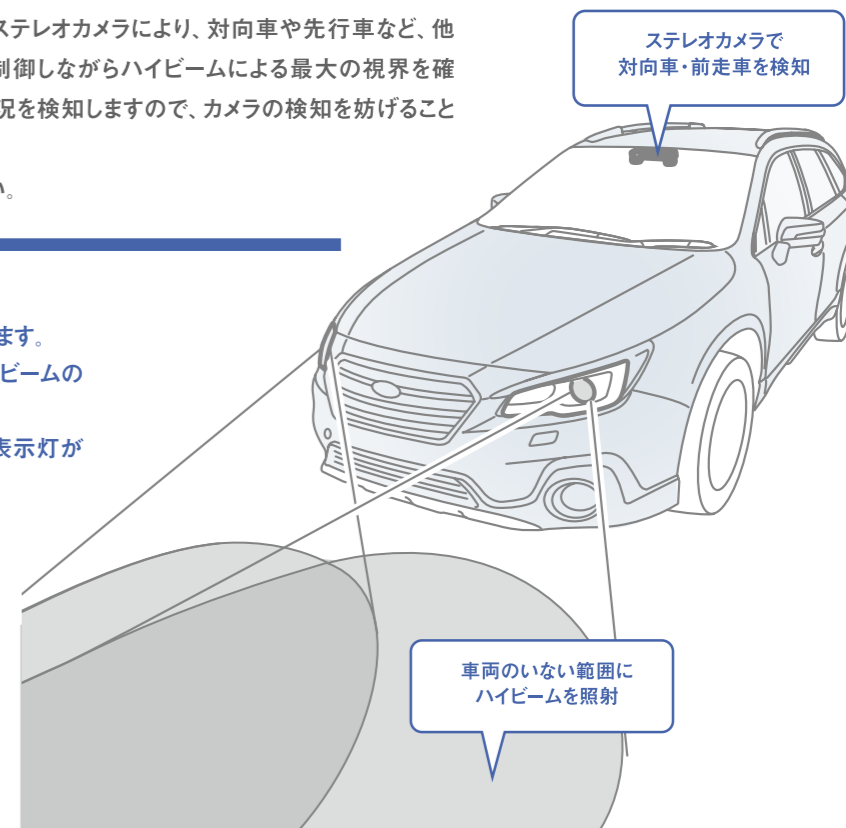 ステレオカメラにより、対向車や先行車など、他
制御しながらハイビームによる最大の視界を確
況を検知しますので、カメラの検知を妨げること
い。
ます。
ビームの
表示灯が
ステレオカメラで
対向車・前走車を検知
車両のいない範囲に
ハイビームを照射